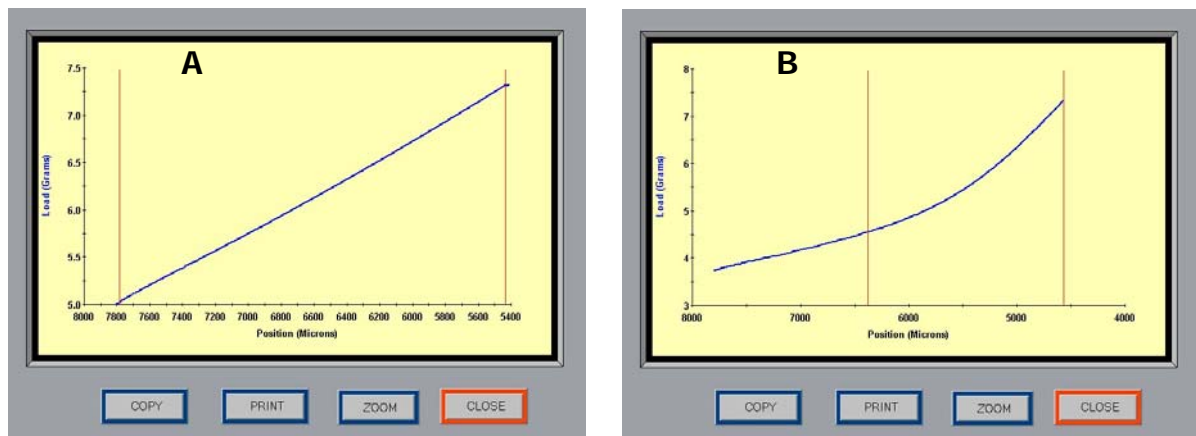 A
7.5
7.0
6.5
6.0
5.5
5.0
Load (Grams)
8000 7800 7600 7400 7200 7000 6800 6600 6400 6200 6000 5800 5600 5400
Position (Microns)
COPY PRINT ZOOM CLOSE
B
8
7
6
5
4
3
Load (Grams)
8000 7000 6000 5000 4000
Position (Microns)
COPY PRINT ZOOM CLOSE